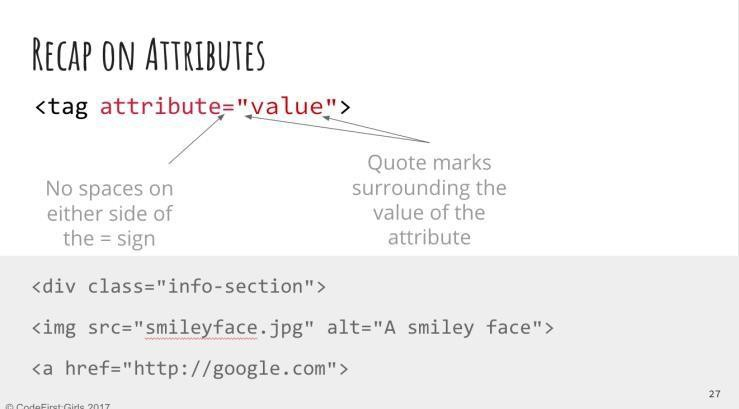 Recap on Attributes
<tag attribute="value">
No spaces on
either side of
the = sign
Quote marks
surrounding the
value of the
attribute
<div class="info-section">
<img src="smileyface.jpg" alt="A smiley face">
<a href="http://google.com">
27
© CodeFirst:Girls 2017